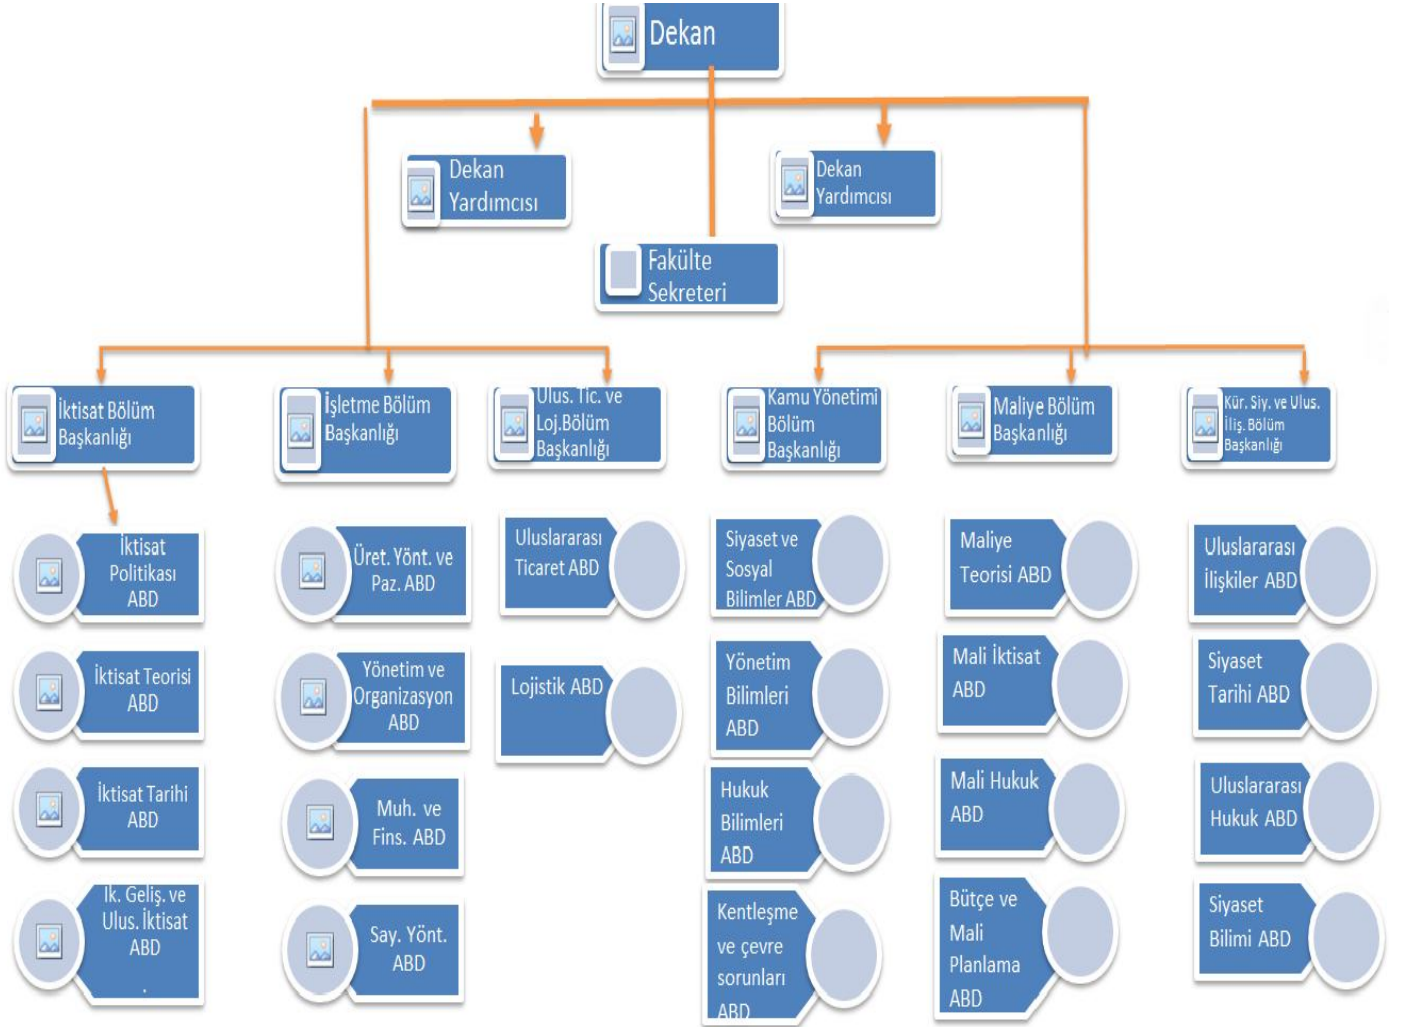 Dekan
Dekan
Yardımcısı
Dekan
Yardımcısı
Fakülte
Sekreteri
İktisat Bölüm
Başkanlığı
İşletme Bölüm
Başkanlığı
Ulus. Tic. ve
Loj.Bölüm
Başkanlığı
Kamu Yönetimi
Bölüm
Başkanlığı
Maliye Bölüm
Başkanlığı
Kür. Siy. ve Ulus.
İliş. Bölüm
Başkanlığı
İktisat
Politikası
ABD
İktisat Teorisi
ABD
İktisat Tarihi
ABD
Ik. Geliş. ve
Ulus. İktisat
ABD
.
Üret. Yönt. ve
Paz. ABD
Yönetim ve
Organizasyon
ABD
Muh. ve
Fins. ABD
Say. Yönt.
ABD
Uluslararası
Ticaret ABD
Lojistik ABD
Siyaset ve
Sosyal
Bilimler ABD
Yönetim
Bilimleri
ABD
Hukuk
Bilimleri
ABD
Kentleşme
ve çevre
sorunları
ABD
Maliye
Teorisi ABD
Mali İktisat
ABD
Mali Hukuk
ABD
Bütçe ve
Mali
Planlama
ABD
Uluslararası
İlişkiler ABD
Siyaset
Tarihi ABD
Uluslararası
Hukuk ABD
Siyaset
Bilimi ABD